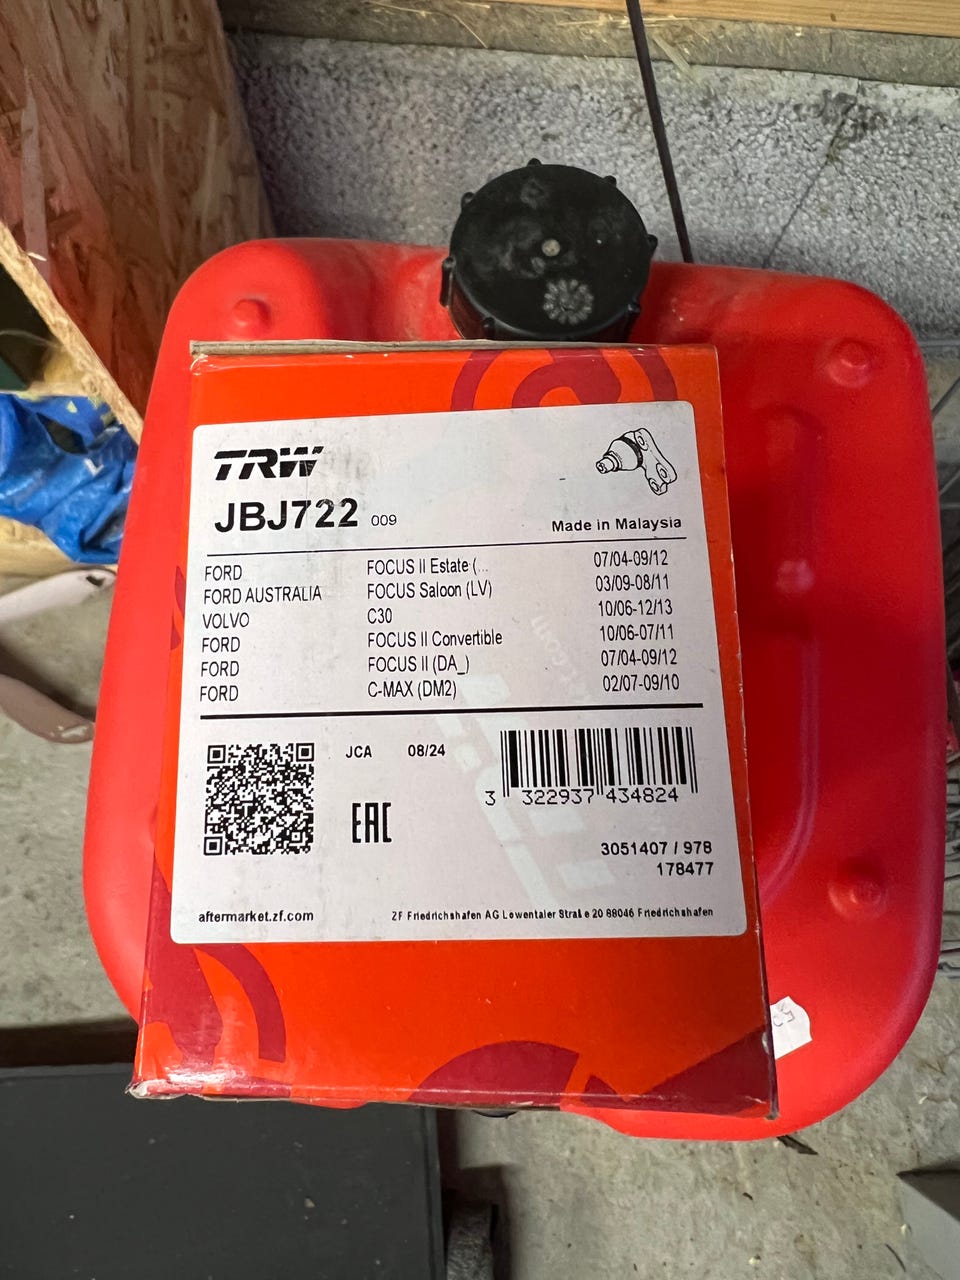 TRW
JBJ722 009
Made in Malaysia
FORD FOCUS II Estate (... 07/04-09/12
FORD AUSTRALIA FOCUS Saloon (LV) 03/09-08/11
VOLVO C30 10/06-12/13
FORD FOCUS II Convertible 10/06-07/11
FORD FOCUS II (DA_) 07/04-09/12
FORD C-MAX (DM2) 02/07-09/10
JCA 08/24
EAC
3 322937 434824
3051407 / 978
178477
aftermarket.zf.com ZF Friedrichshafen AG Lowentaler Straße 20 88046 Friedrichshafen